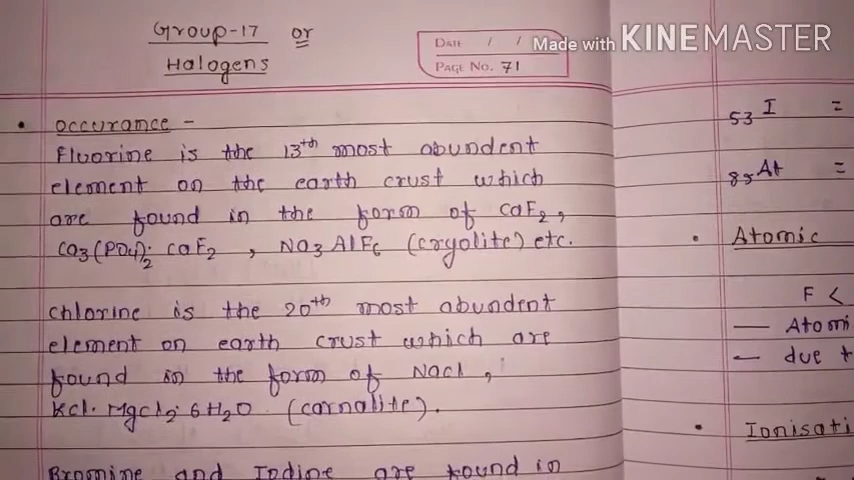 Group-17 or
Halogens
DATE / /
PAGE NO. 71
Made with KINEMASTER
• occurance -
Fluorine is the 13th most abundent
element on the earth crust which
are found in the form of CaF2,
Ca3(PO4)2. CaF2, Na3AlF6 (cryolite) etc.
chlorine is the 20th most abundent
element on earth crust which are
found in the form of NaCl,
KCl. MgCl2. 6H2O. (carnalite).
Bromine and Iodine are found in
53 I =
85 At =
• Atomic
F <
— Atomi
— due t
• Ionisati